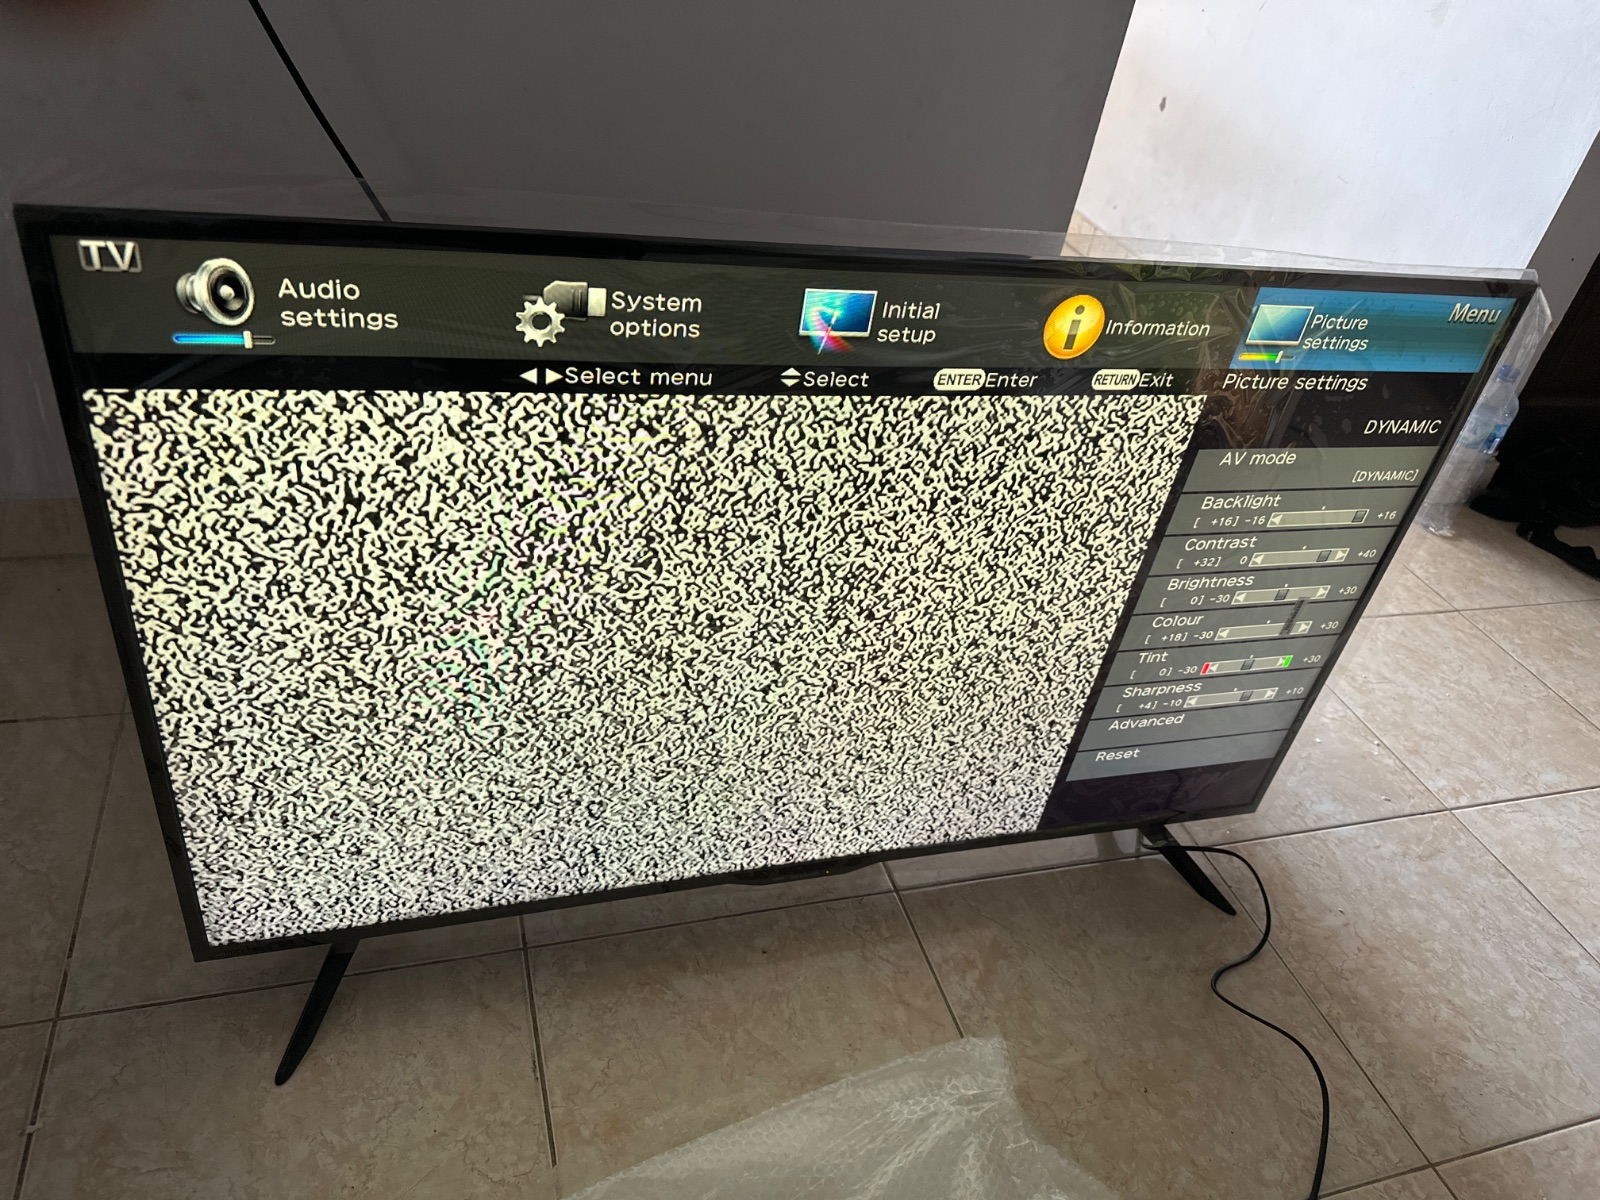 TV
Audio
settings
System
options
Initial
setup
Information
Picture
settings
Menu
Select menu
Select
ENTER Enter
RETURN Exit
Picture settings
DYNAMIC
AV mode
[DYNAMIC]
Backlight
[ +16] -16 +16
Contrast
[ +32] 0 +40
Brightness
[ 0] -30 +30
Colour
[ +18] -30 +30
Tint
[ 0] -30 +30
Sharpness
[ +4] -10 +10
Advanced
Reset